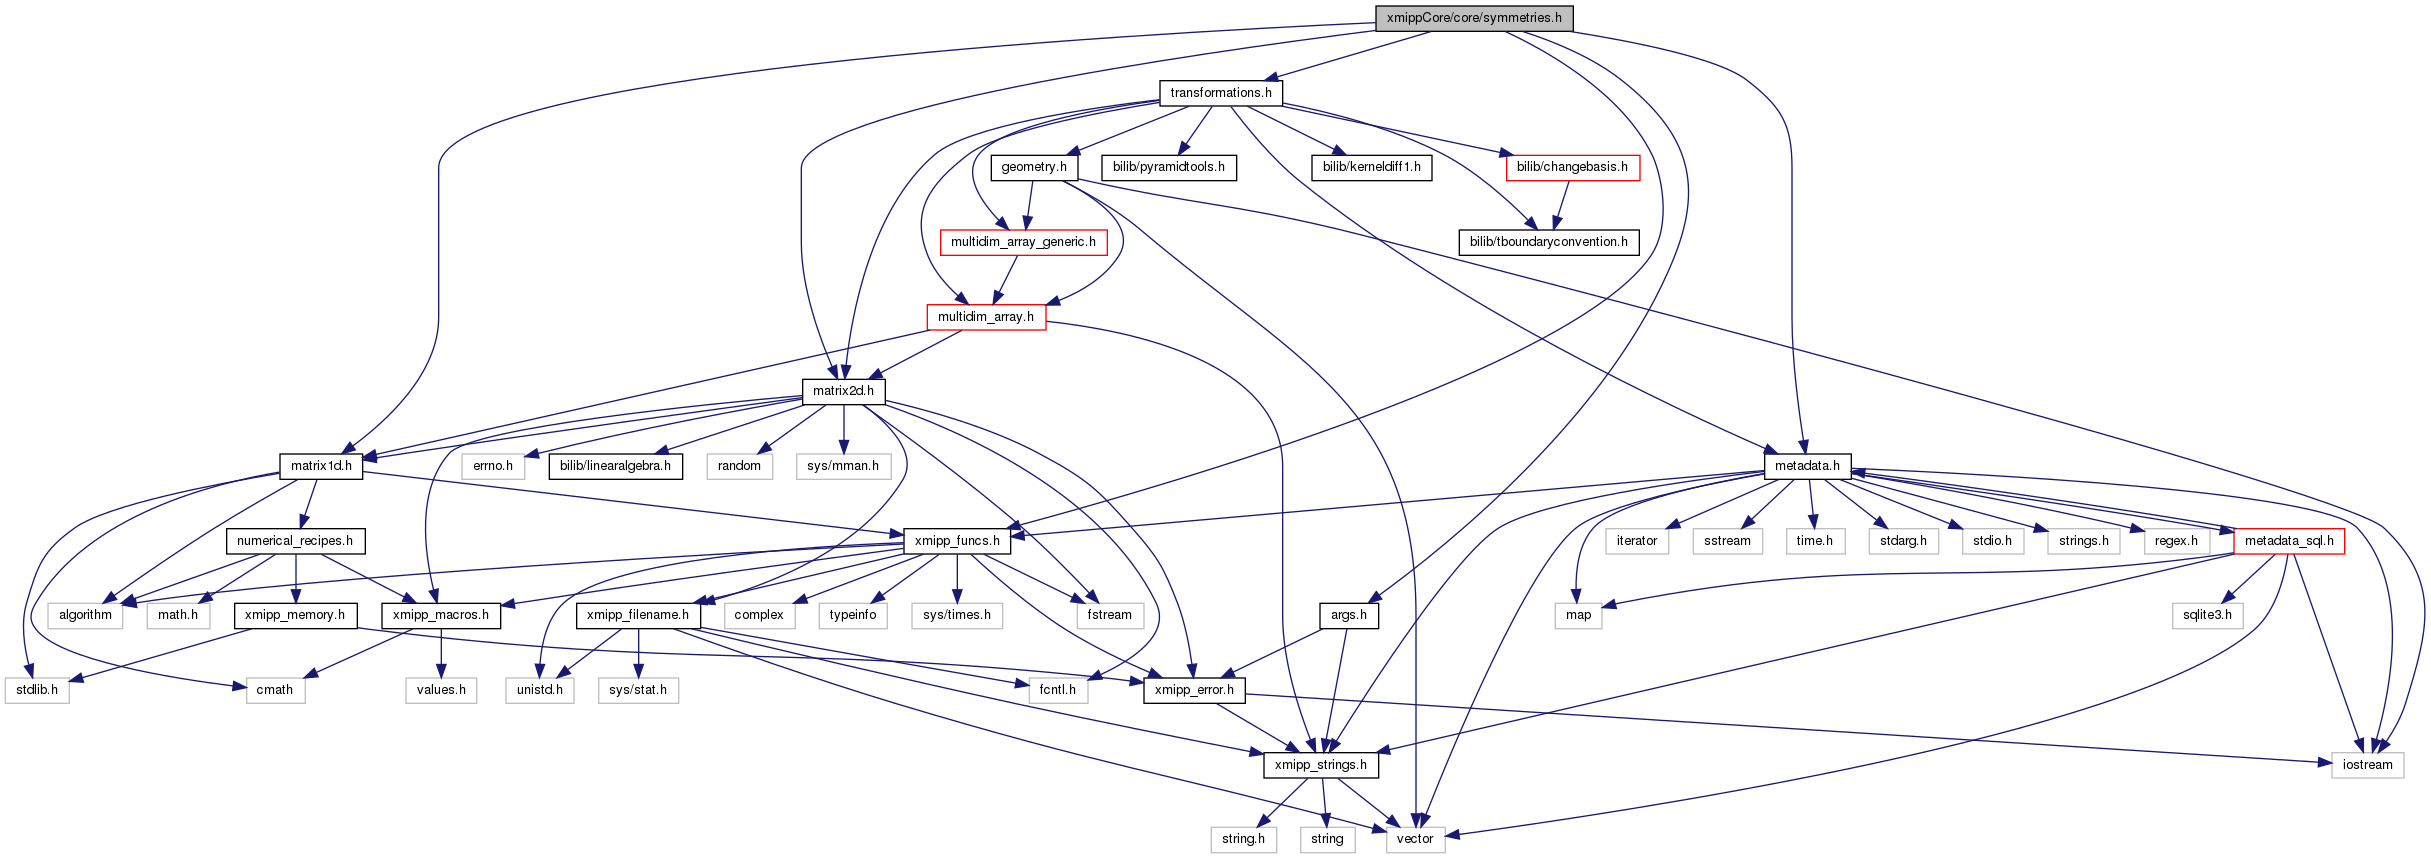 xmippCore/core/symmetries.h
transformations.h
geometry.h
bilib/pyramidtools.h
bilib/kerneldiff1.h
bilib/changebasis.h
multidim_array_generic.h
bilib/tboundaryconvention.h
multidim_array.h
matrix2d.h
matrix1d.h
errno.h
bilib/linearalgebra.h
random
sys/mman.h
metadata.h
numerical_recipes.h
xmipp_funcs.h
iterator
sstream
time.h
stdarg.h
stdio.h
strings.h
regex.h
metadata_sql.h
algorithm
math.h
xmipp_memory.h
xmipp_macros.h
xmipp_filename.h
complex
typeinfo
sys/times.h
fstream
args.h
map
sqlite3.h
stdlib.h
cmath
values.h
unistd.h
sys/stat.h
fcntl.h
xmipp_error.h
xmipp_strings.h
iostream
string.h
string
vector